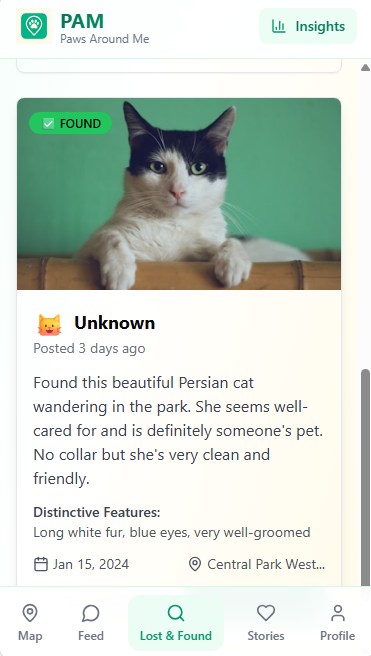 PAM
Paws Around Me
Insights
✅ FOUND
Unknown
Posted 3 days ago
Found this beautiful Persian cat
wandering in the park. She seems well-
cared for and is definitely someone's pet.
No collar but she's very clean and
friendly.
Distinctive Features:
Long white fur, blue eyes, very well-groomed
Jan 15, 2024
Central Park West...
Map
Feed
Lost & Found
Stories
Profile